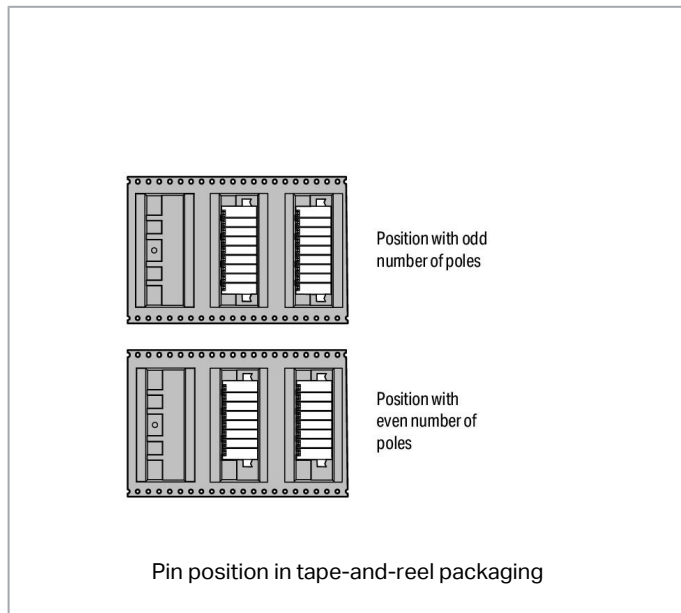 Position with odd
number of poles
Position with
even number of
poles
Pin position in tape-and-reel packaging